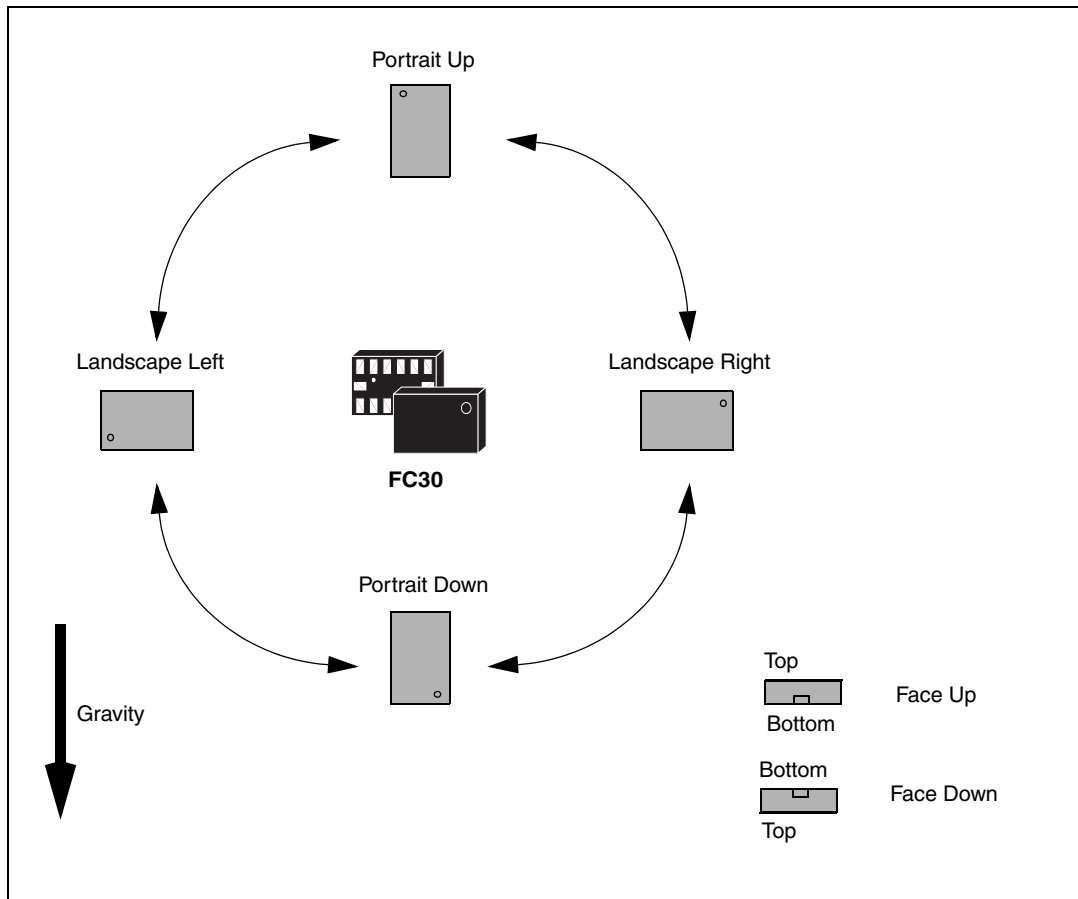 Portrait Up
Landscape Left
Landscape Right
FC30
Portrait Down
Gravity
Top
Bottom
Face Up
Bottom
Top
Face Down